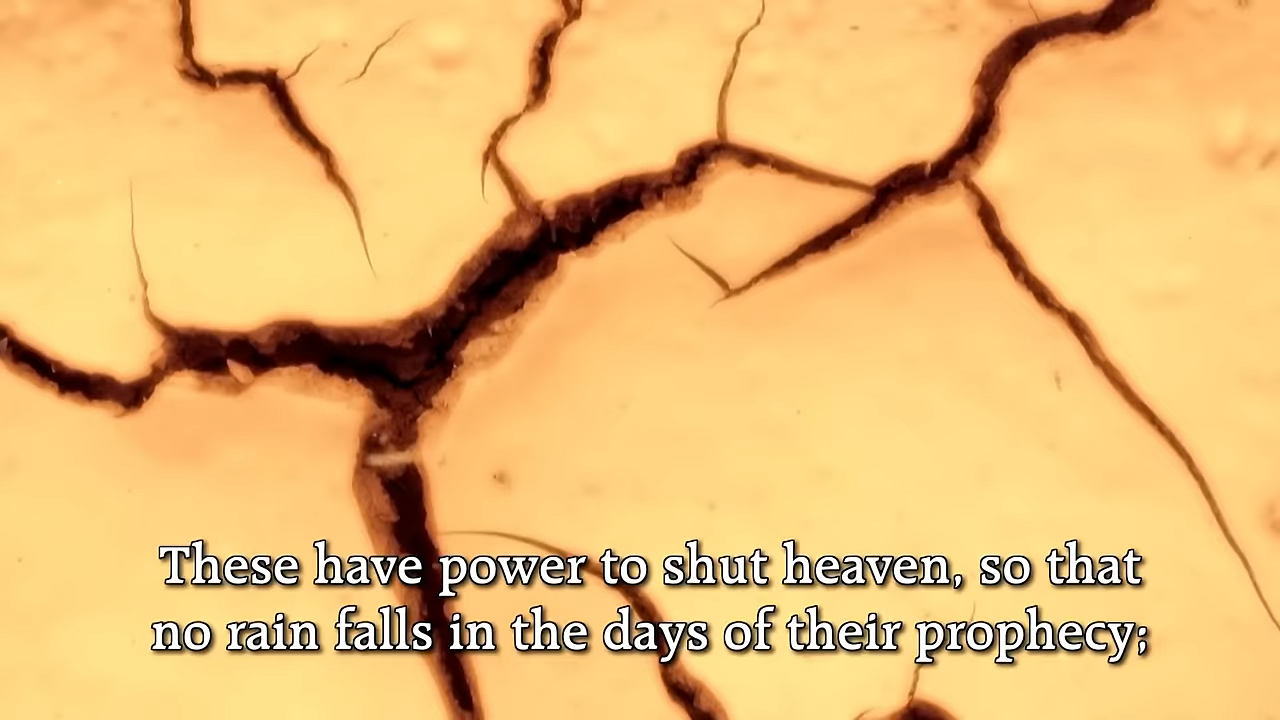 These have power to shut heaven, so that
no rain falls in the days of their prophecy;